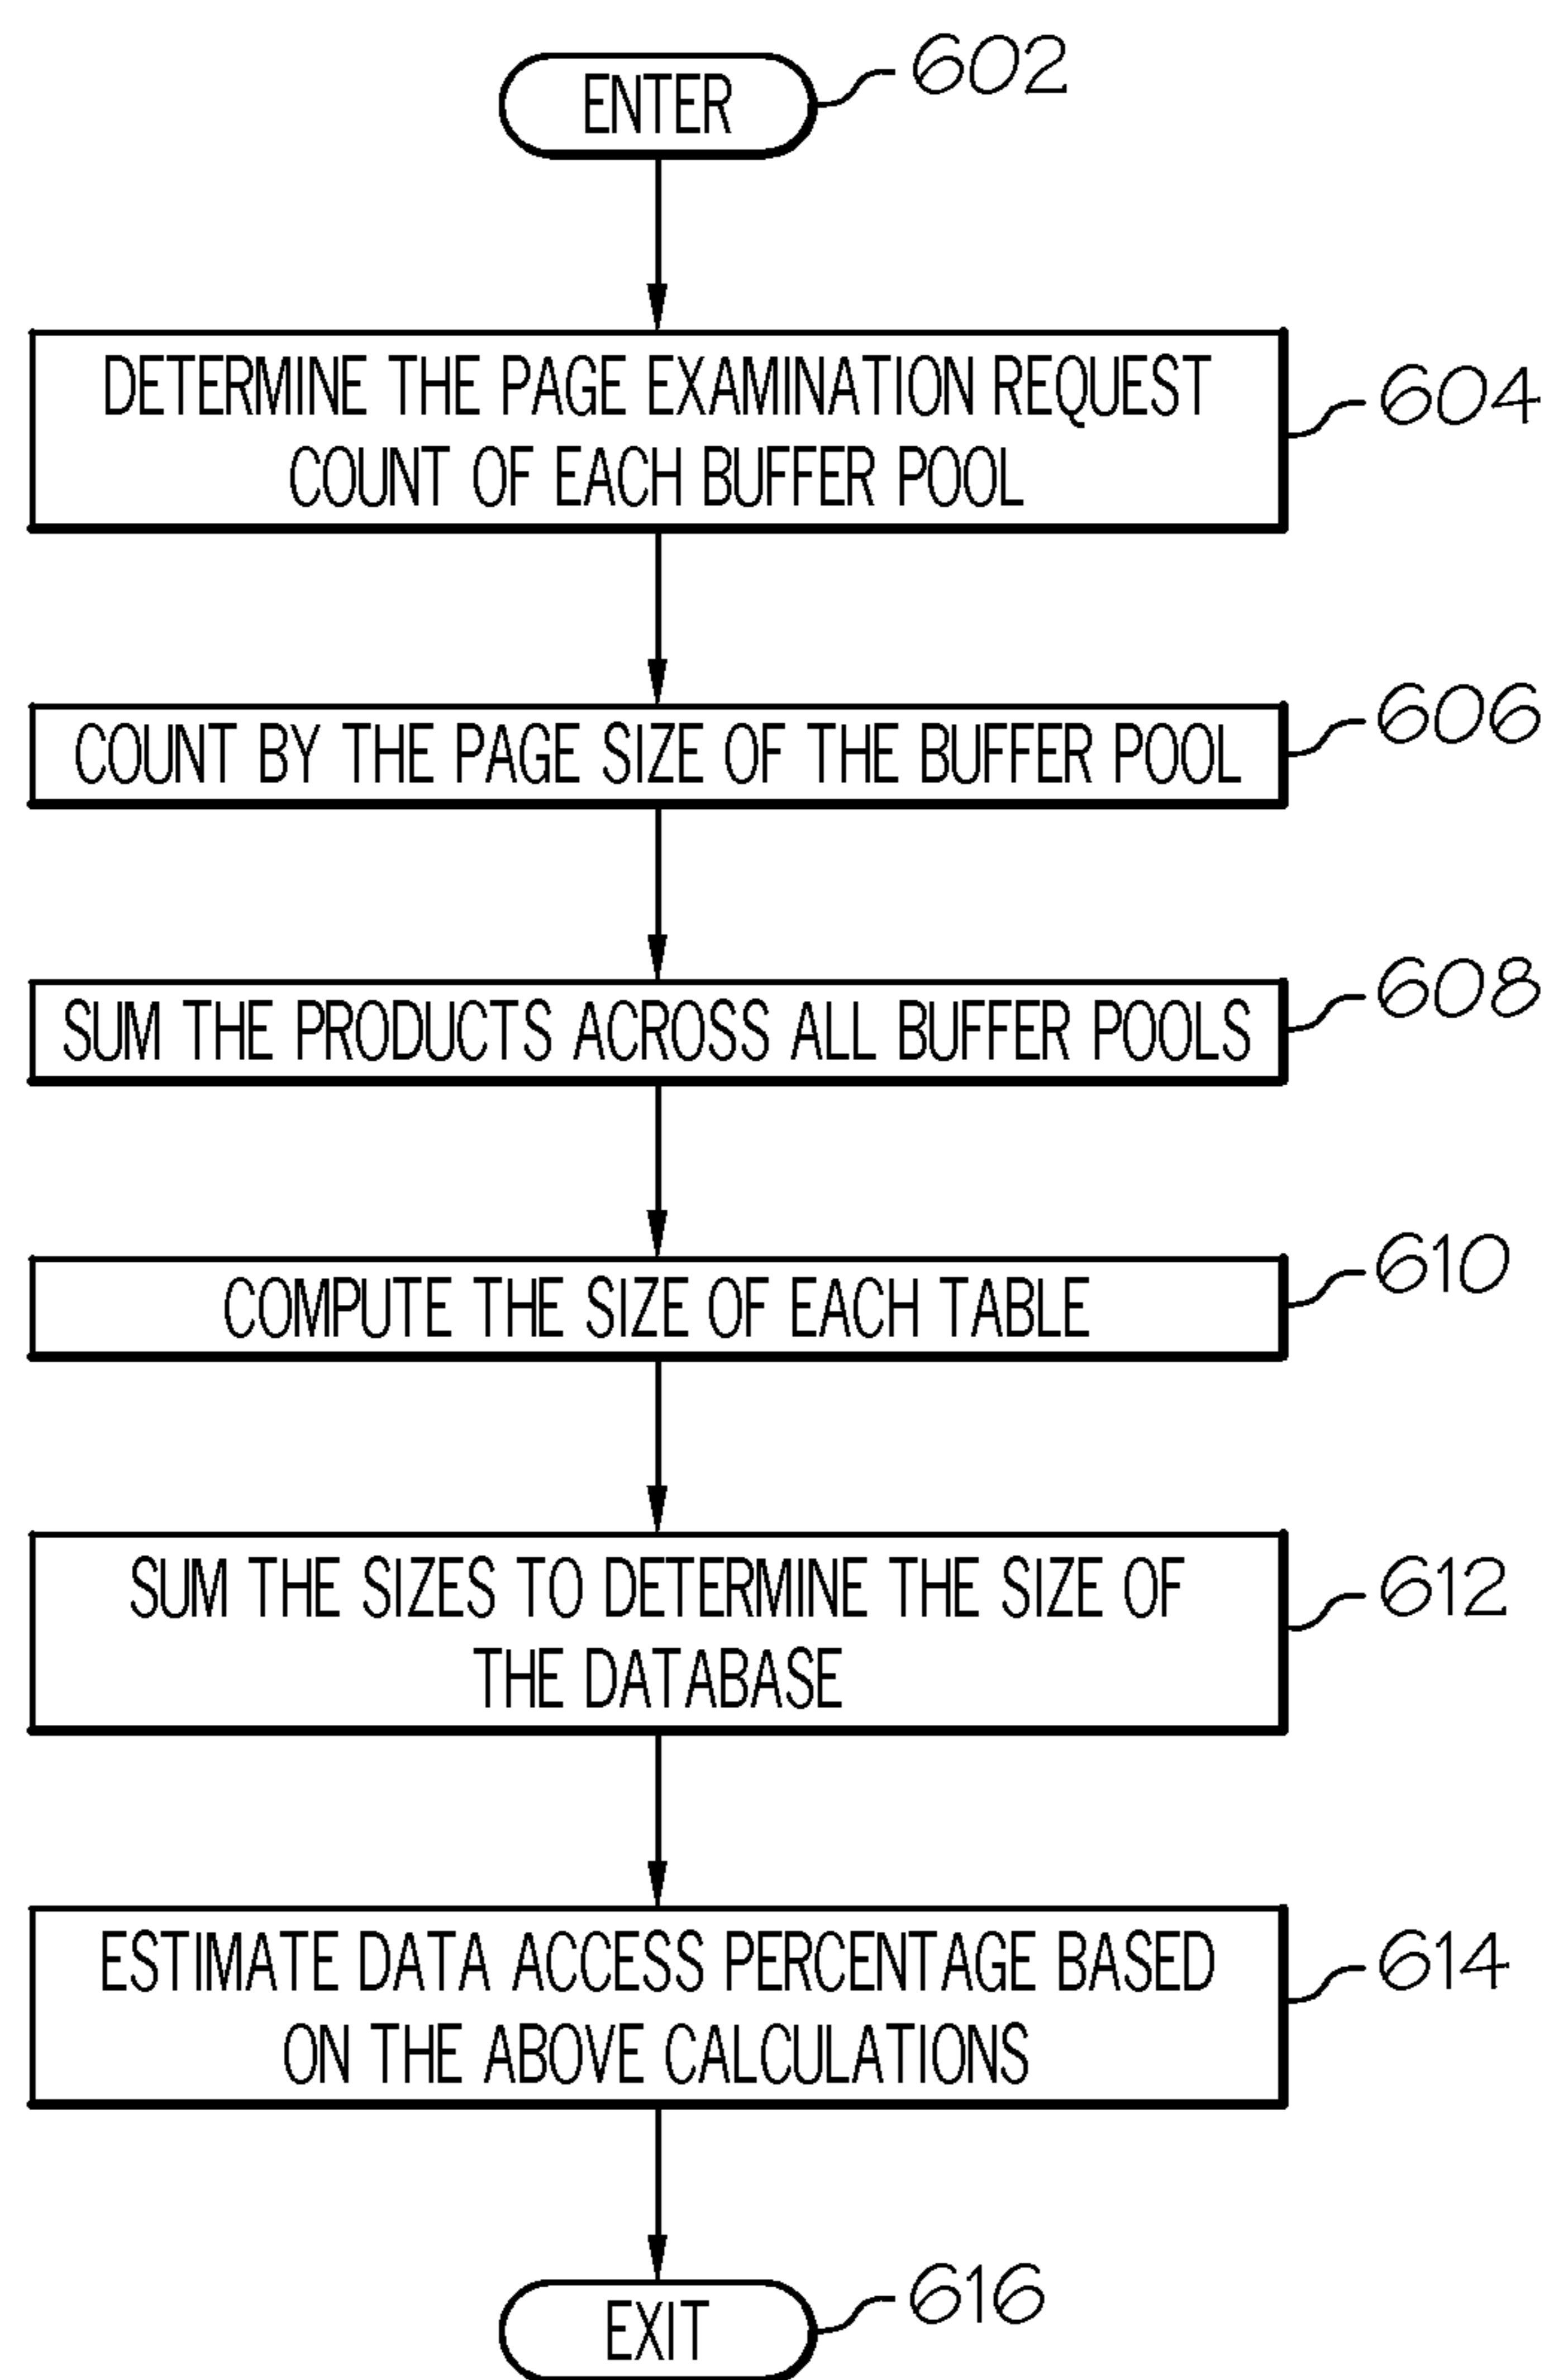 ENTER
602
DETERMINE THE PAGE EXAMINATION REQUEST
COUNT OF EACH BUFFER POOL
604
COUNT BY THE PAGE SIZE OF THE BUFFER POOL
606
SUM THE PRODUCTS ACROSS ALL BUFFER POOLS
608
COMPUTE THE SIZE OF EACH TABLE
610
SUM THE SIZES TO DETERMINE THE SIZE OF
THE DATABASE
612
ESTIMATE DATA ACCESS PERCENTAGE BASED
ON THE ABOVE CALCULATIONS
614
EXIT
616